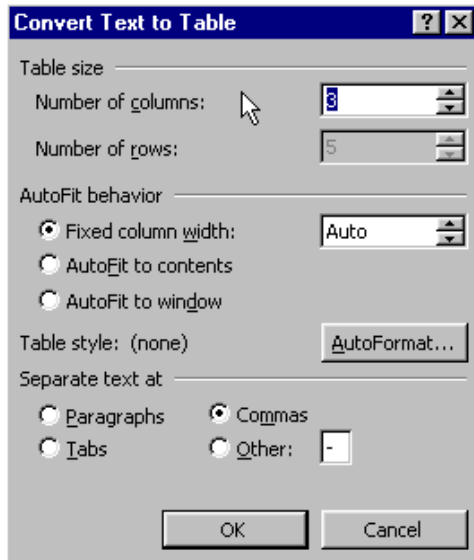 Convert Text to Table
Table size
Number of columns: 3
Number of rows: 5
AutoFit behavior
Fixed column width: Auto
AutoFit to contents
AutoFit to window
Table style: (none) AutoFormat...
Separate text at
Paragraphs Commas
Tabs Other: -
OK Cancel